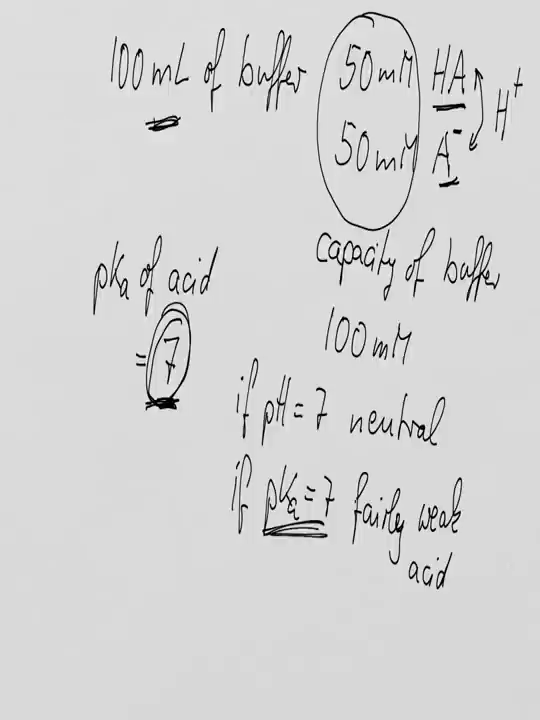 100 mL of buffer 50 mM HA
50 mM A⁻
H⁺
capacity of buffer
100 mM
pKa of acid
= 7
if pH = 7 neutral
if pKa = 7 fairly weak
acid